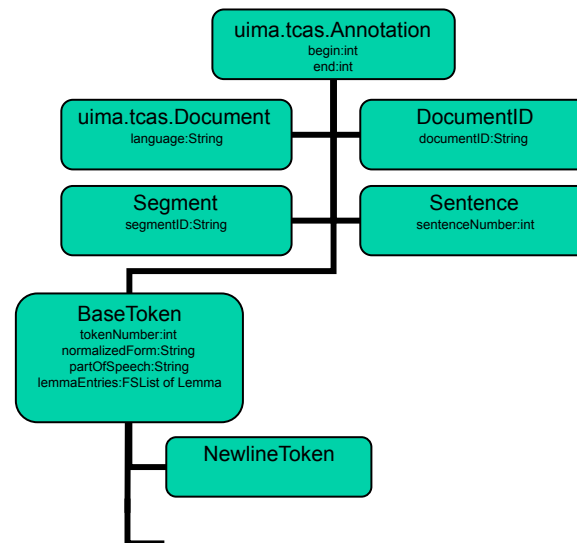 uima.tcas.Annotation
begin:int
end:int
uima.tcas.Document
language:String
DocumentID
documentID:String
Segment
segmentID:String
Sentence
sentenceNumber:int
BaseToken
tokenNumber:int
normalizedForm:String
partOfSpeech:String
lemmaEntries:FSList of Lemma
NewlineToken